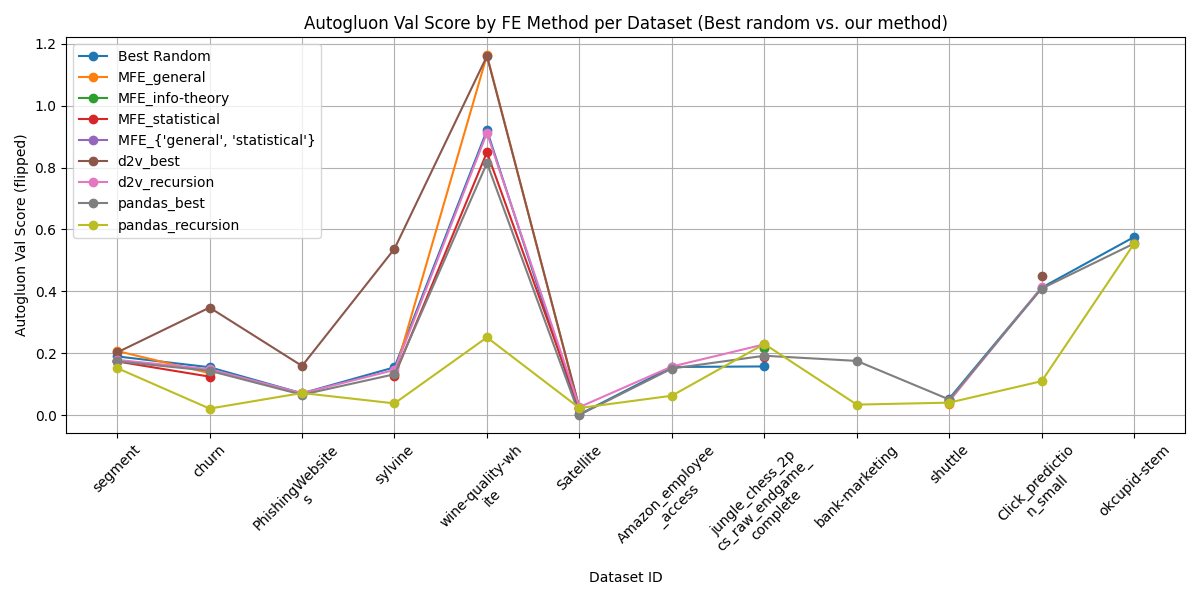 Autogluon Val Score by FE Method per Dataset (Best random vs. our method)
Autogluon Val Score (flipped)
1.2
1.0
0.8
0.6
0.4
0.2
0.0
Best Random
MFE_general
MFE_info-theory
MFE_statistical
MFE_{'general', 'statistical'}
d2v_best
d2v_recursion
pandas_best
pandas_recursion
segment
churn
PhishingWebsite
s
sylvine
wine-quality-wh
ite
Satellite
Amazon_employee
_access
jungle_chess_2p
cs_raw_endgame_
complete
bank-marketing
shuttle
Click_predictio
n_small
okcupid-stem
Dataset ID